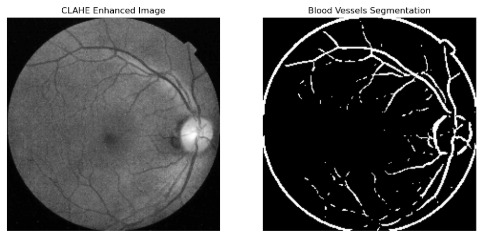 CLAHE Enhanced Image
Blood Vessels Segmentation